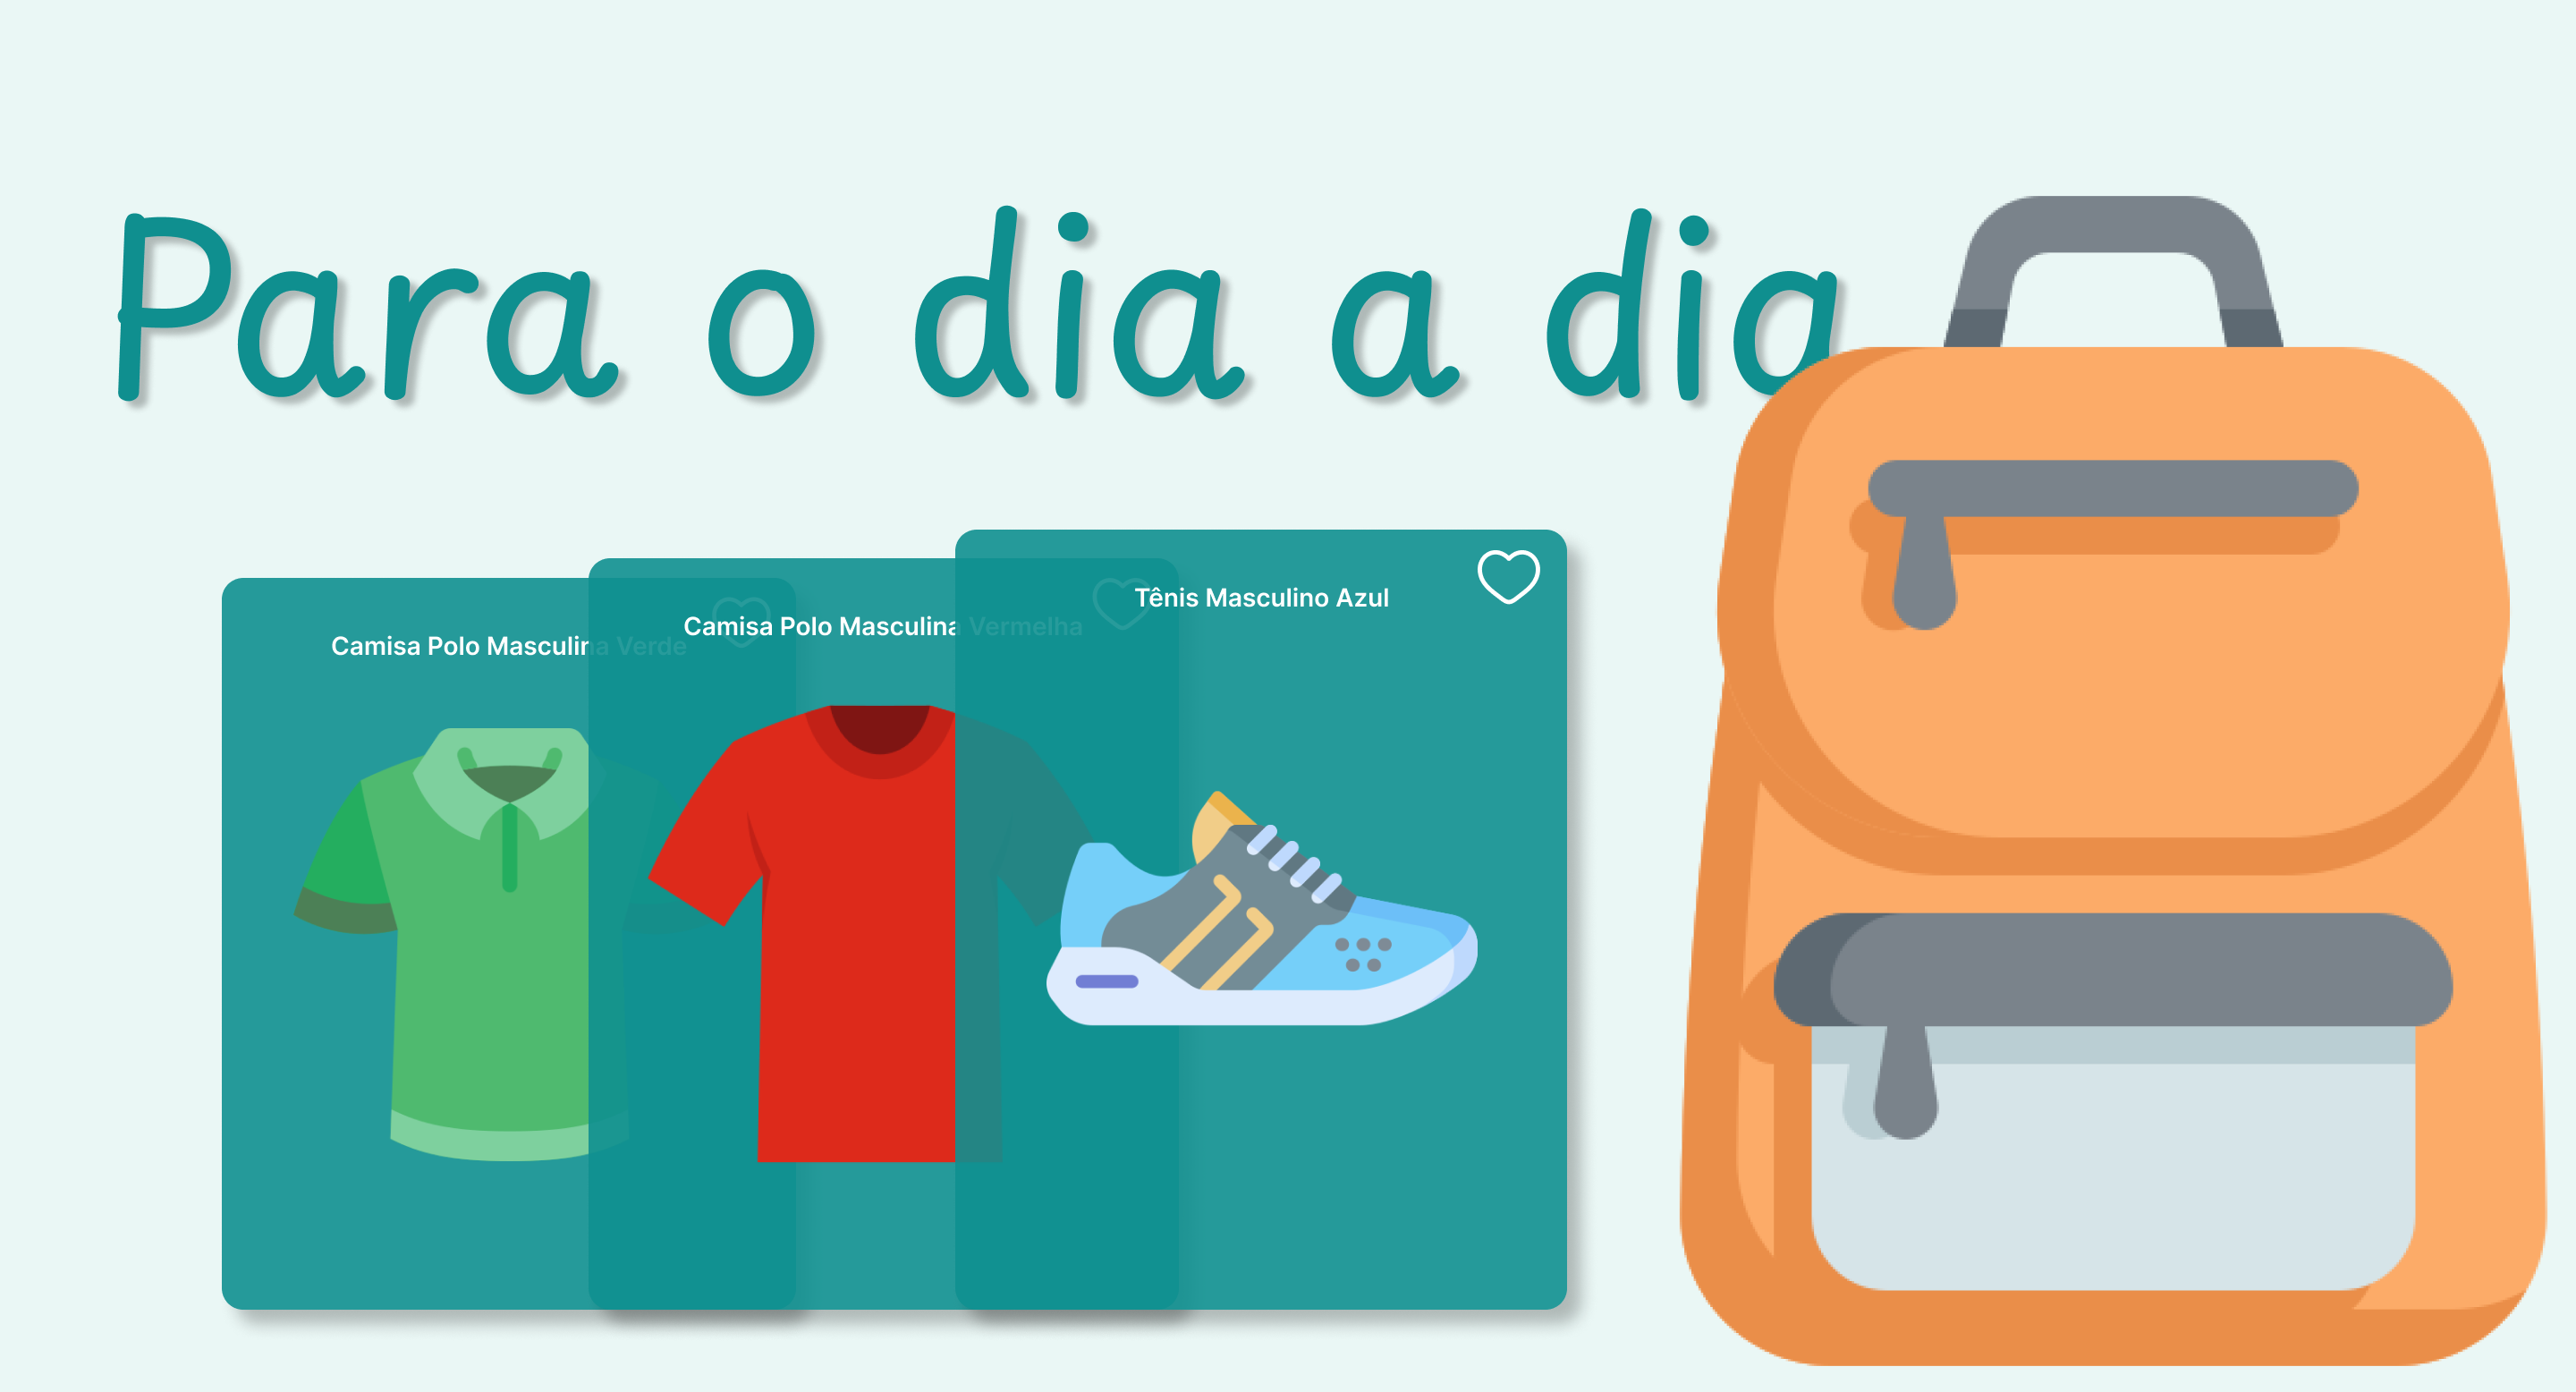 Para o dia a dia
Camisa Polo Masculina Verde
Camisa Polo Masculina Vermelha
Tênis Masculino Azul